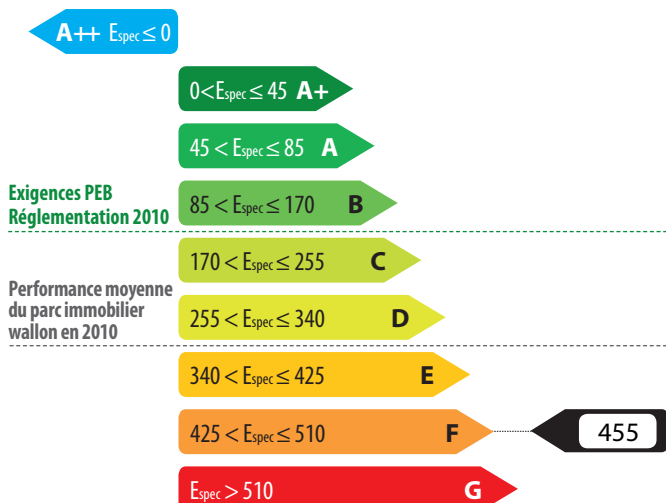 A++ Espec ≤ 0
0<Espec ≤ 45 A+
45 < Espec ≤ 85 A
Exigences PEB
Réglementation 2010
85 < Espec ≤ 170 B
170 < Espec ≤ 255 C
Performance moyenne
du parc immobilier
wallon en 2010
255 < Espec ≤ 340 D
340 < Espec ≤ 425 E
425 < Espec ≤ 510 F 455
Espec > 510 G